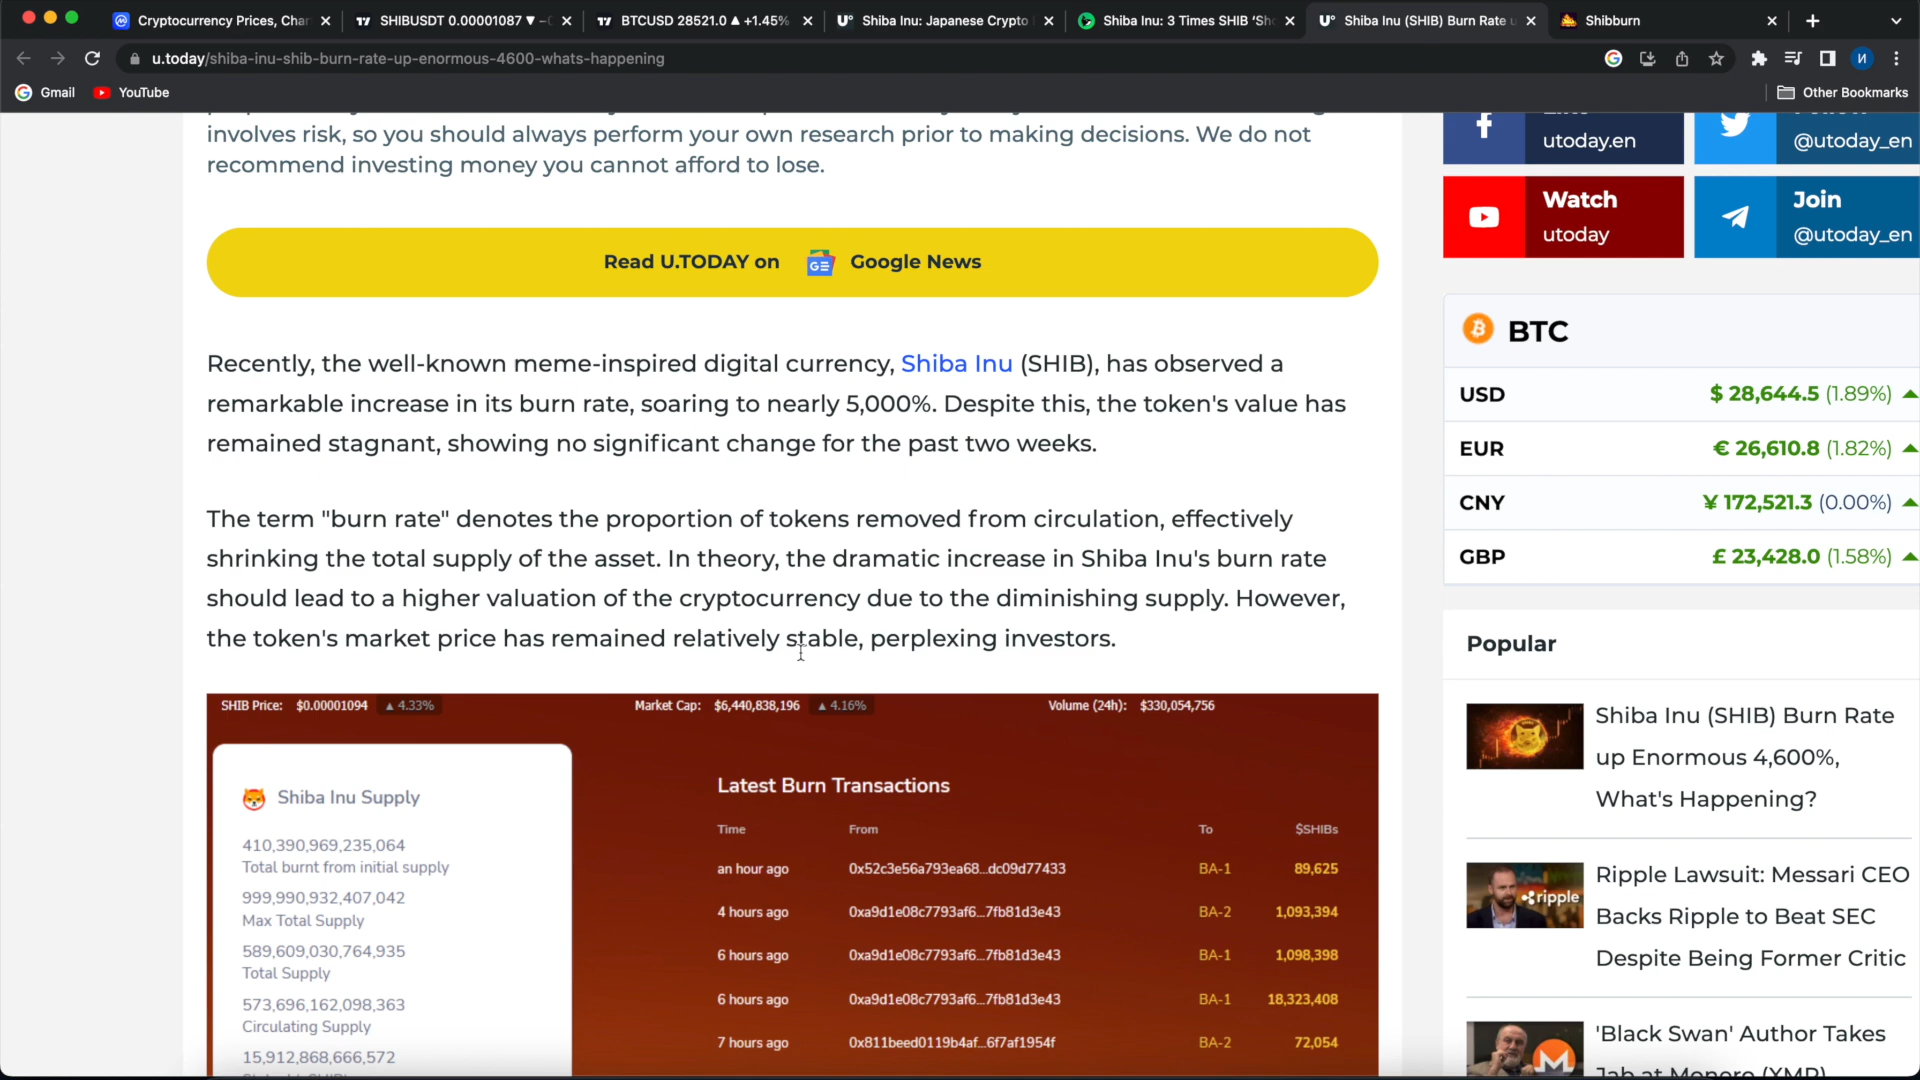 Cryptocurrency Prices, Char
SHIBUSDT 0.00001087 ▼ −
BTCUSD 28521.0 ▲ +1.45%
Shiba Inu: Japanese Crypto
Shiba Inu: 3 Times SHIB 'Sh
Shiba Inu (SHIB) Burn Rate u
Shibburn
u.today/shiba-inu-shib-burn-rate-up-enormous-4600-whats-happening
И
Gmail
YouTube
Other Bookmarks
involves risk, so you should always perform your own research prior to making decisions. We do not
recommend investing money you cannot afford to lose.
Read U.TODAY on GE Google News
Recently, the well-known meme-inspired digital currency, Shiba Inu (SHIB), has observed a
remarkable increase in its burn rate, soaring to nearly 5,000%. Despite this, the token's value has
remained stagnant, showing no significant change for the past two weeks.
The term "burn rate" denotes the proportion of tokens removed from circulation, effectively
shrinking the total supply of the asset. In theory, the dramatic increase in Shiba Inu's burn rate
should lead to a higher valuation of the cryptocurrency due to the diminishing supply. However,
the token's market price has remained relatively stable, perplexing investors.
SHIB Price: $0.00001094 ▲ 4.33%
Market Cap: $6,440,838,196 ▲ 4.16%
Volume (24h): $330,054,756
Shiba Inu Supply
410,390,969,235,064
Total burnt from initial supply
999,990,932,407,042
Max Total Supply
589,609,030,764,935
Total Supply
573,696,162,098,363
Circulating Supply
15,912,868,666,572
Latest Burn Transactions
Time From To $SHIBs
an hour ago 0x52c3e56a793ea68...dc09d77433 BA-1 89,625
4 hours ago 0xa9d1e08c7793af6...7fb81d3e43 BA-2 1,093,394
6 hours ago 0xa9d1e08c7793af6...7fb81d3e43 BA-1 1,098,398
6 hours ago 0xa9d1e08c7793af6...7fb81d3e43 BA-1 18,323,408
7 hours ago 0x811beed0119b4af...6f7af1954f BA-2 72,054
utoday.en
@utoday_en
Watch
utoday
Join
@utoday_en
BTC
USD $ 28,644.5 (1.89%)
EUR € 26,610.8 (1.82%)
CNY ¥ 172,521.3 (0.00%)
GBP £ 23,428.0 (1.58%)
Popular
Shiba Inu (SHIB) Burn Rate
up Enormous 4,600%,
What's Happening?
ripple
Ripple Lawsuit: Messari CEO
Backs Ripple to Beat SEC
Despite Being Former Critic
'Black Swan' Author Takes
Jab at Monero (XMR)